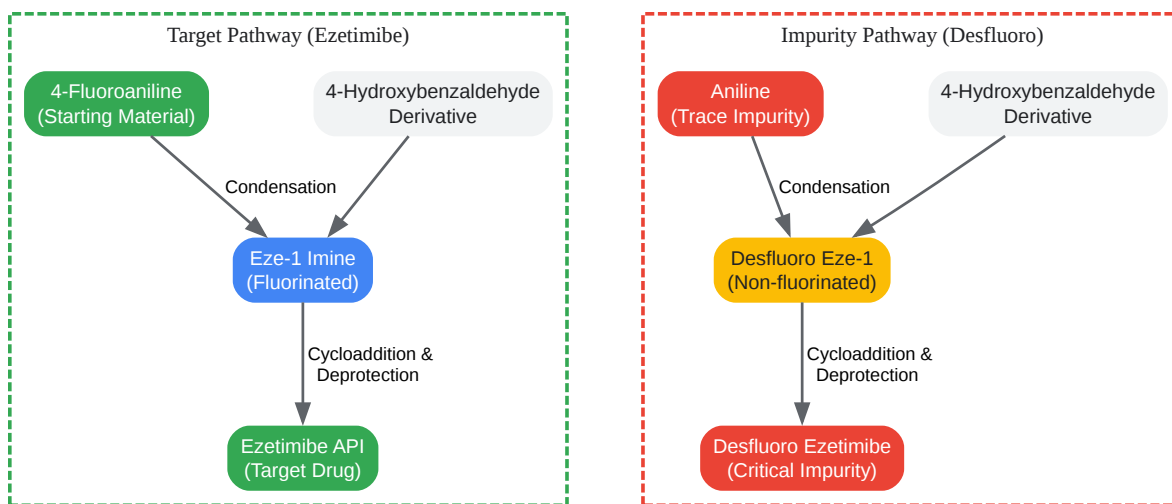 Target Pathway (Ezetimibe)
4-Fluoroaniline
(Starting Material)
4-Hydroxybenzaldehyde
Derivative
Condensation
Eze-1 Imine
(Fluorinated)
Cycloaddition &
Deprotection
Ezetimibe API
(Target Drug)
Impurity Pathway (Desfluoro)
Aniline
(Trace Impurity)
4-Hydroxybenzaldehyde
Derivative
Condensation
Desfluoro Eze-1
(Non-fluorinated)
Cycloaddition &
Deprotection
Desfluoro Ezetimibe
(Critical Impurity)